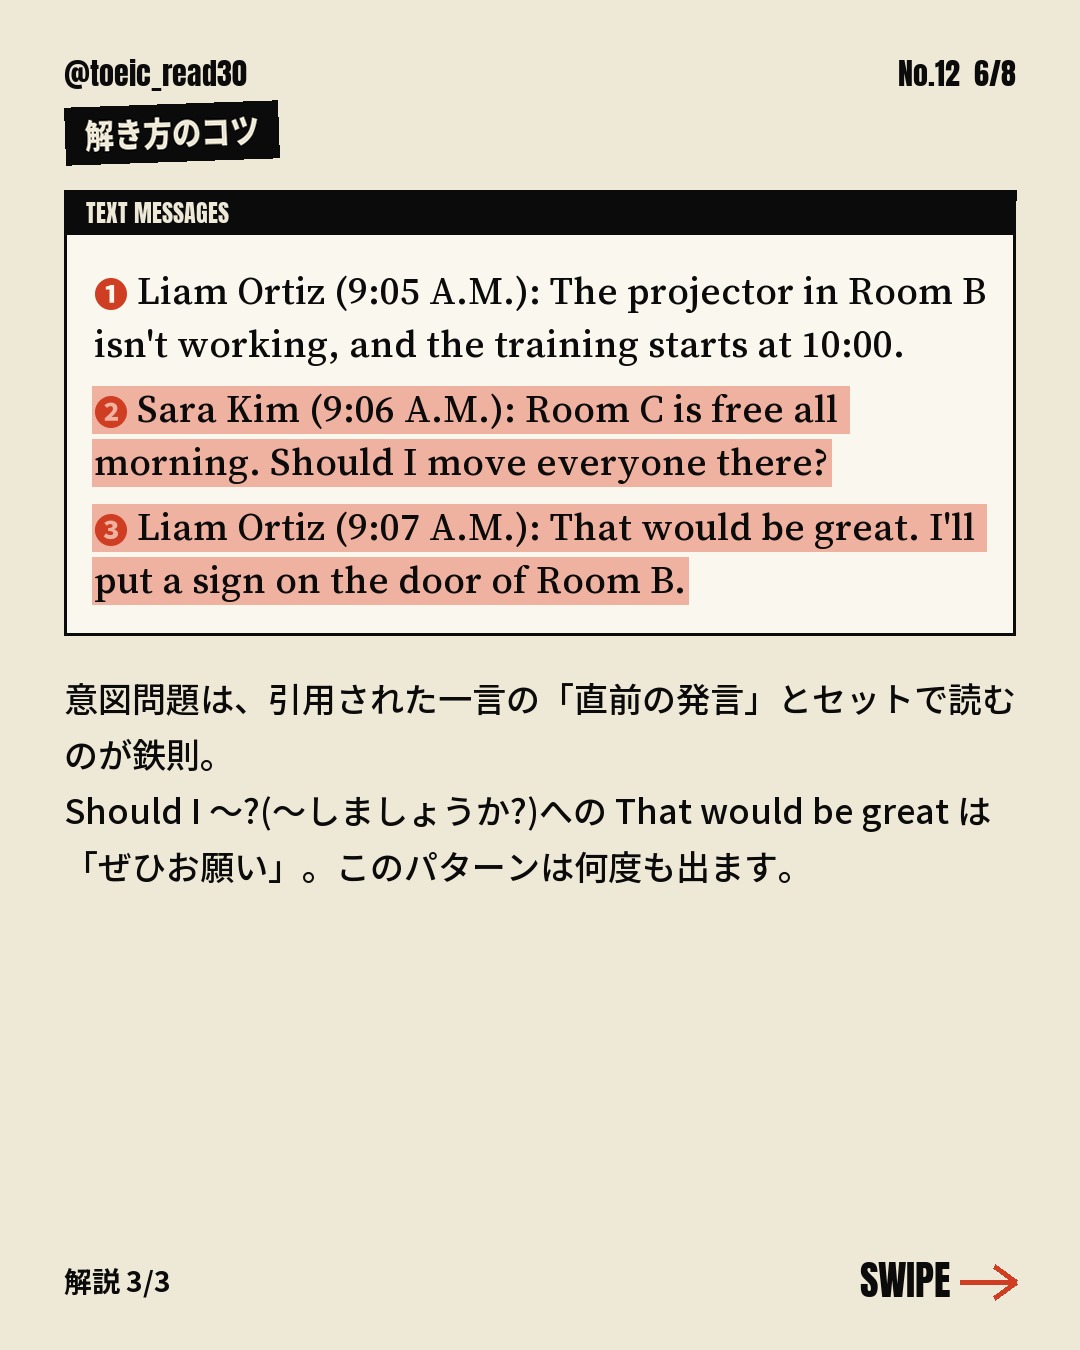 @toeic_read30
No.12 6/8
解き方のコツ
TEXT MESSAGES
❶ Liam Ortiz (9:05 A.M.): The projector in Room B
isn't working, and the training starts at 10:00.
❷ Sara Kim (9:06 A.M.): Room C is free all
morning. Should I move everyone there?
❸ Liam Ortiz (9:07 A.M.): That would be great. I'll
put a sign on the door of Room B.
意図問題は、引用された一言の「直前の発言」とセットで読む
のが鉄則。
Should I 〜?(〜しましょうか?)への That would be great は
「ぜひお願い」。このパターンは何度も出ます。
解説 3/3
SWIPE